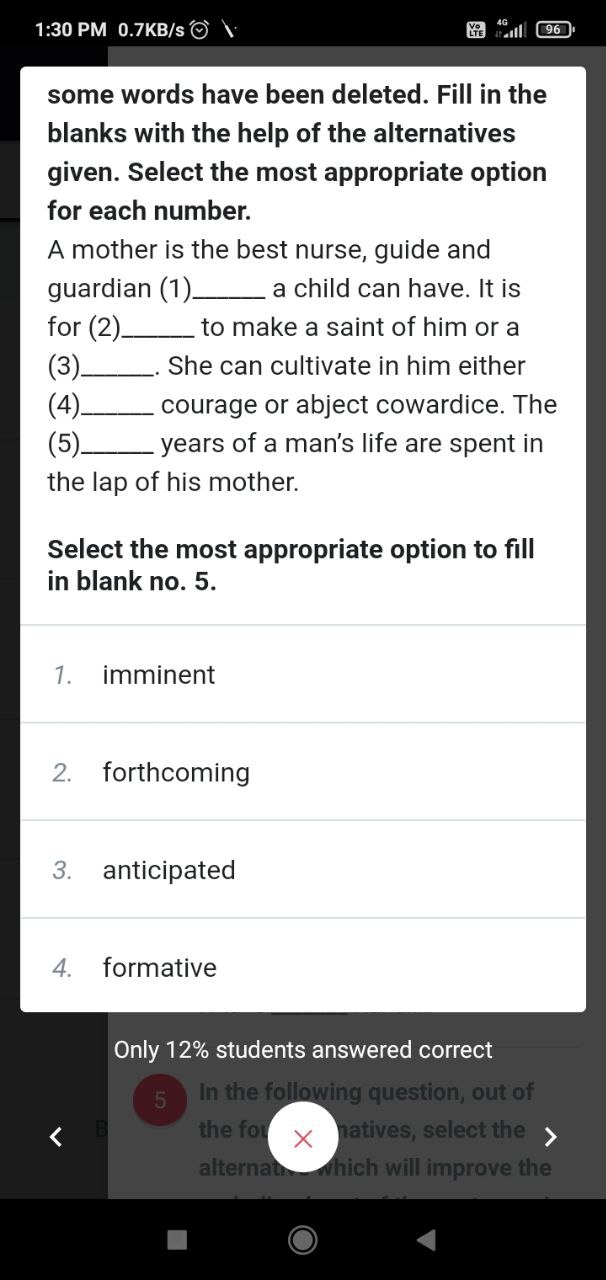 1:30 PM 0.7KB/s Vo LTE 4G 96
some words have been deleted. Fill in the
blanks with the help of the alternatives
given. Select the most appropriate option
for each number.
A mother is the best nurse, guide and
guardian (1)______ a child can have. It is
for (2)______ to make a saint of him or a
(3)______. She can cultivate in him either
(4)______ courage or abject cowardice. The
(5)______ years of a man's life are spent in
the lap of his mother.
Select the most appropriate option to fill
in blank no. 5.
1. imminent
2. forthcoming
3. anticipated
4. formative
Only 12% students answered correct
5 In the following question, out of
the natives, select the
which will improve the